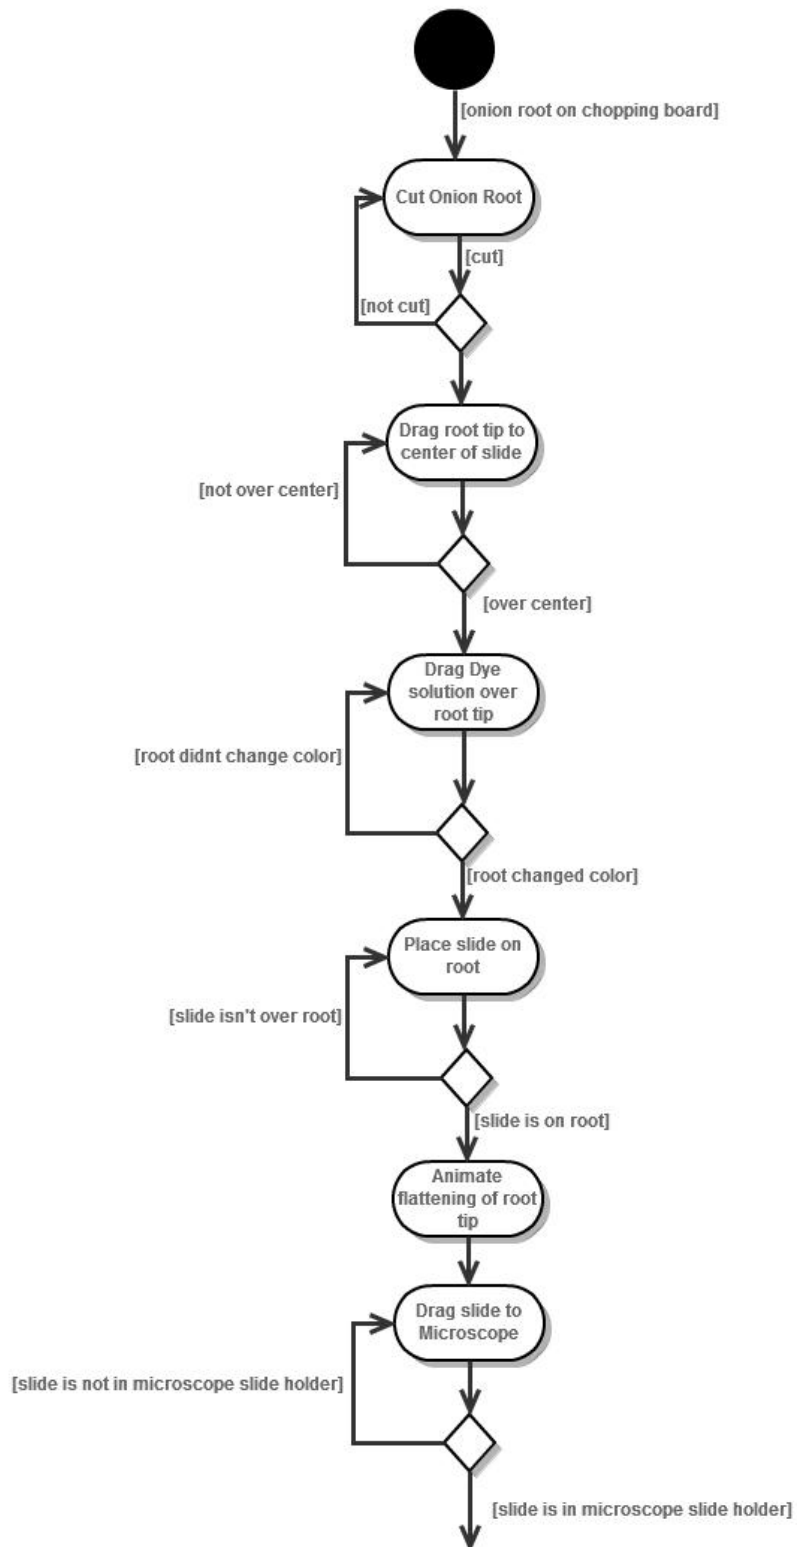 [onion root on chopping board]
Cut Onion Root
[cut]
[not cut]
Drag root tip to
center of slide
[not over center]
[over center]
Drag Dye
solution over
root tip
[root didnt change color]
[root changed color]
Place slide on
root
[slide isn't over root]
[slide is on root]
Animate
flattening of root
tip
Drag slide to
Microscope
[slide is not in microscope slide holder]
[slide is in microscope slide holder]